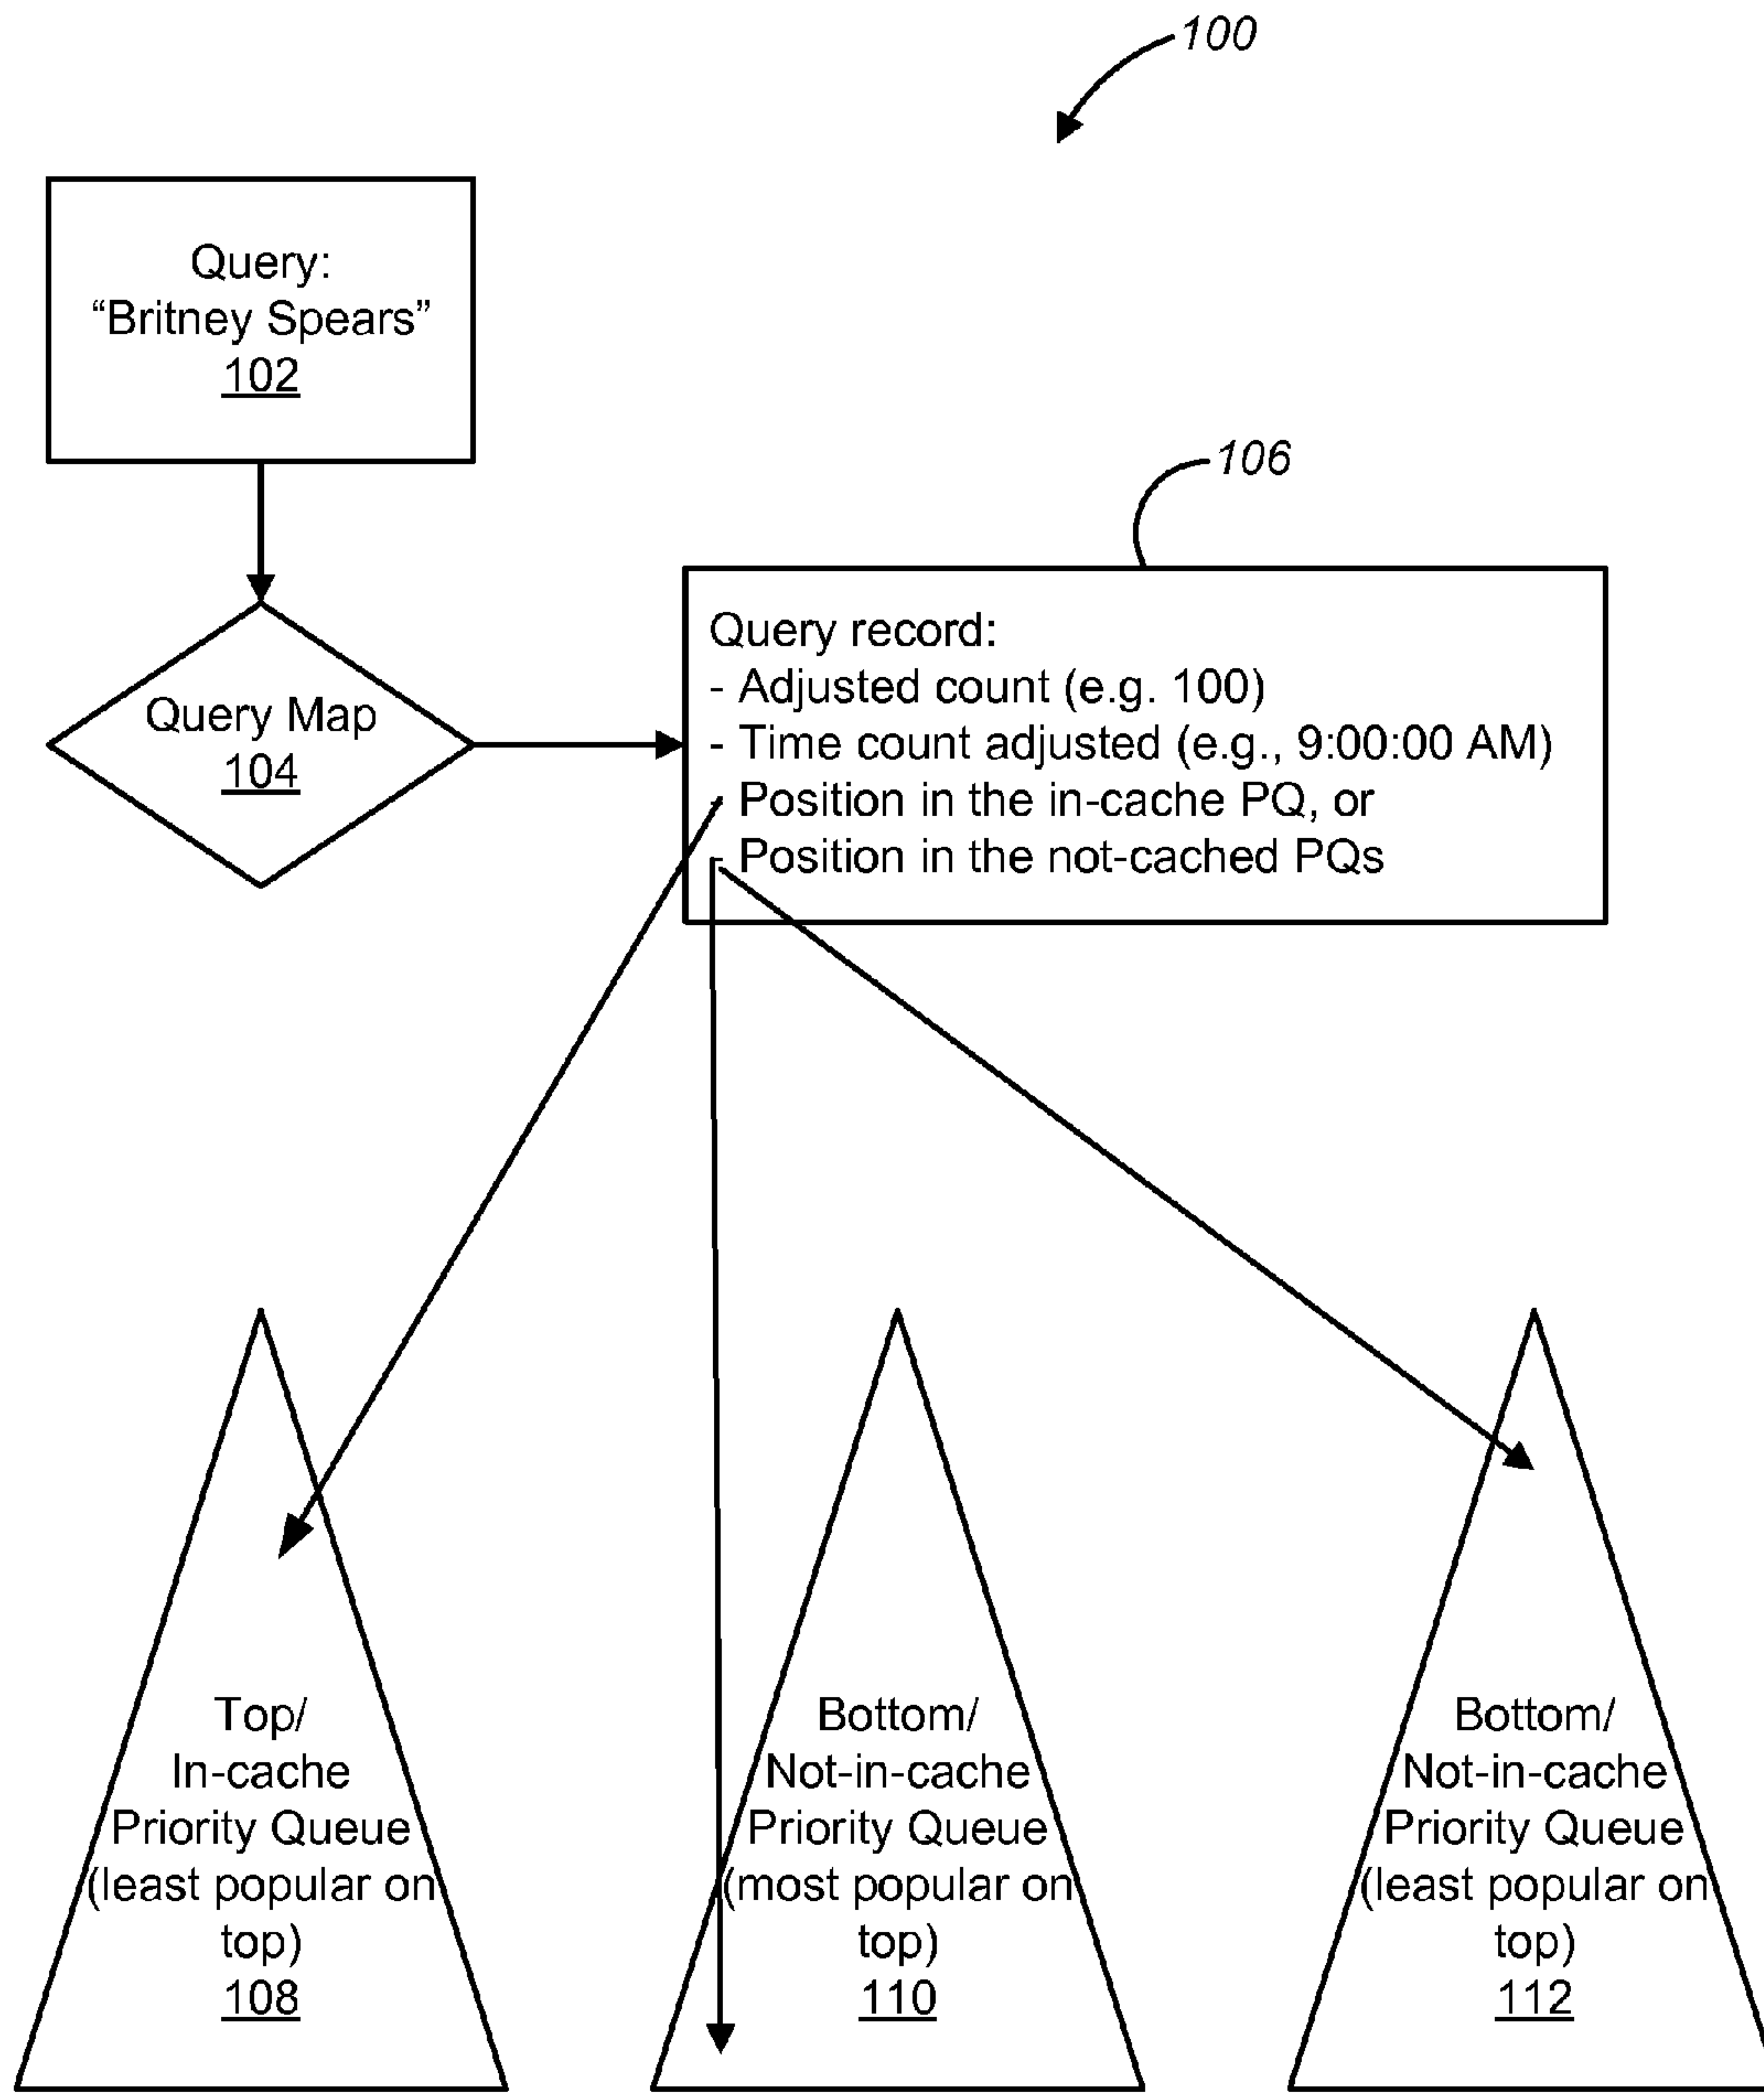 100
Query:
“Britney Spears”
102
106
Query Map
104
Query record:
- Adjusted count (e.g. 100)
- Time count adjusted (e.g., 9:00:00 AM)
- Position in the in-cache PQ, or
- Position in the not-cached PQs
Top/
In-cache
Priority Queue
(least popular on
top)
108
Bottom/
Not-in-cache
Priority Queue
(most popular on
top)
110
Bottom/
Not-in-cache
Priority Queue
(least popular on
top)
112